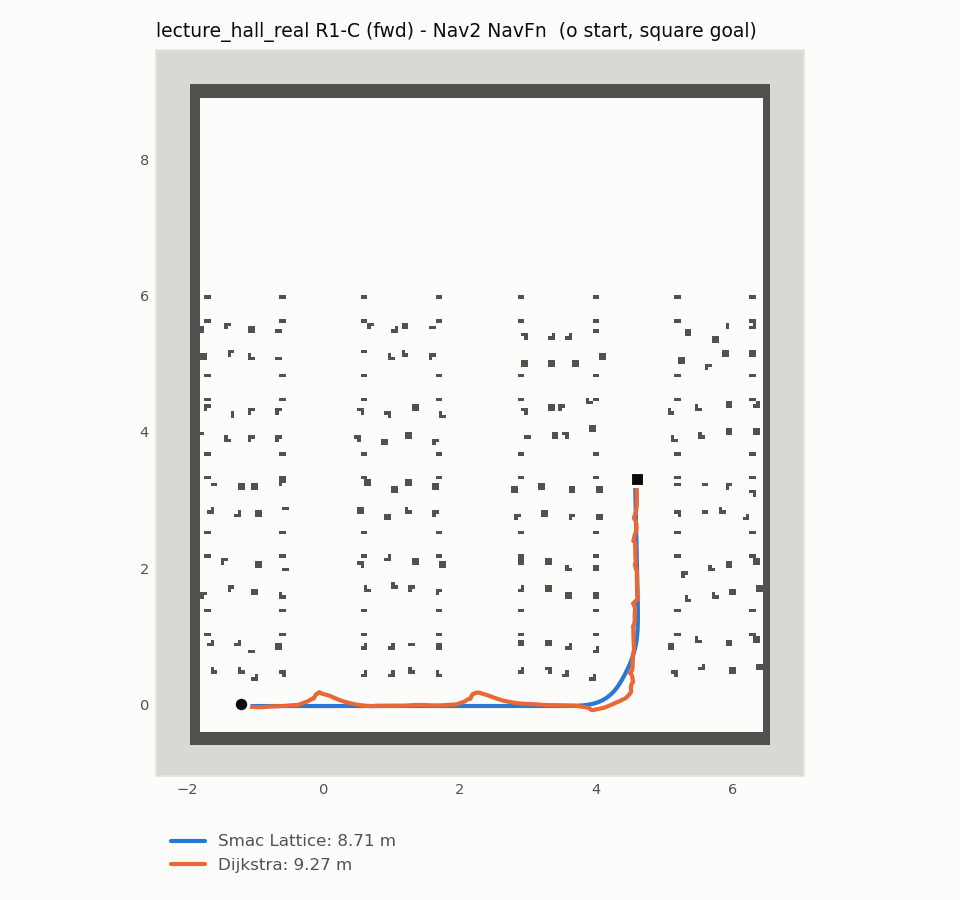 lecture_hall_real R1-C (fwd) - Nav2 NavFn  (o start, square goal)
8
6
4
2
0
−2 0 2 4 6
Smac Lattice: 8.71 m
Dijkstra: 9.27 m